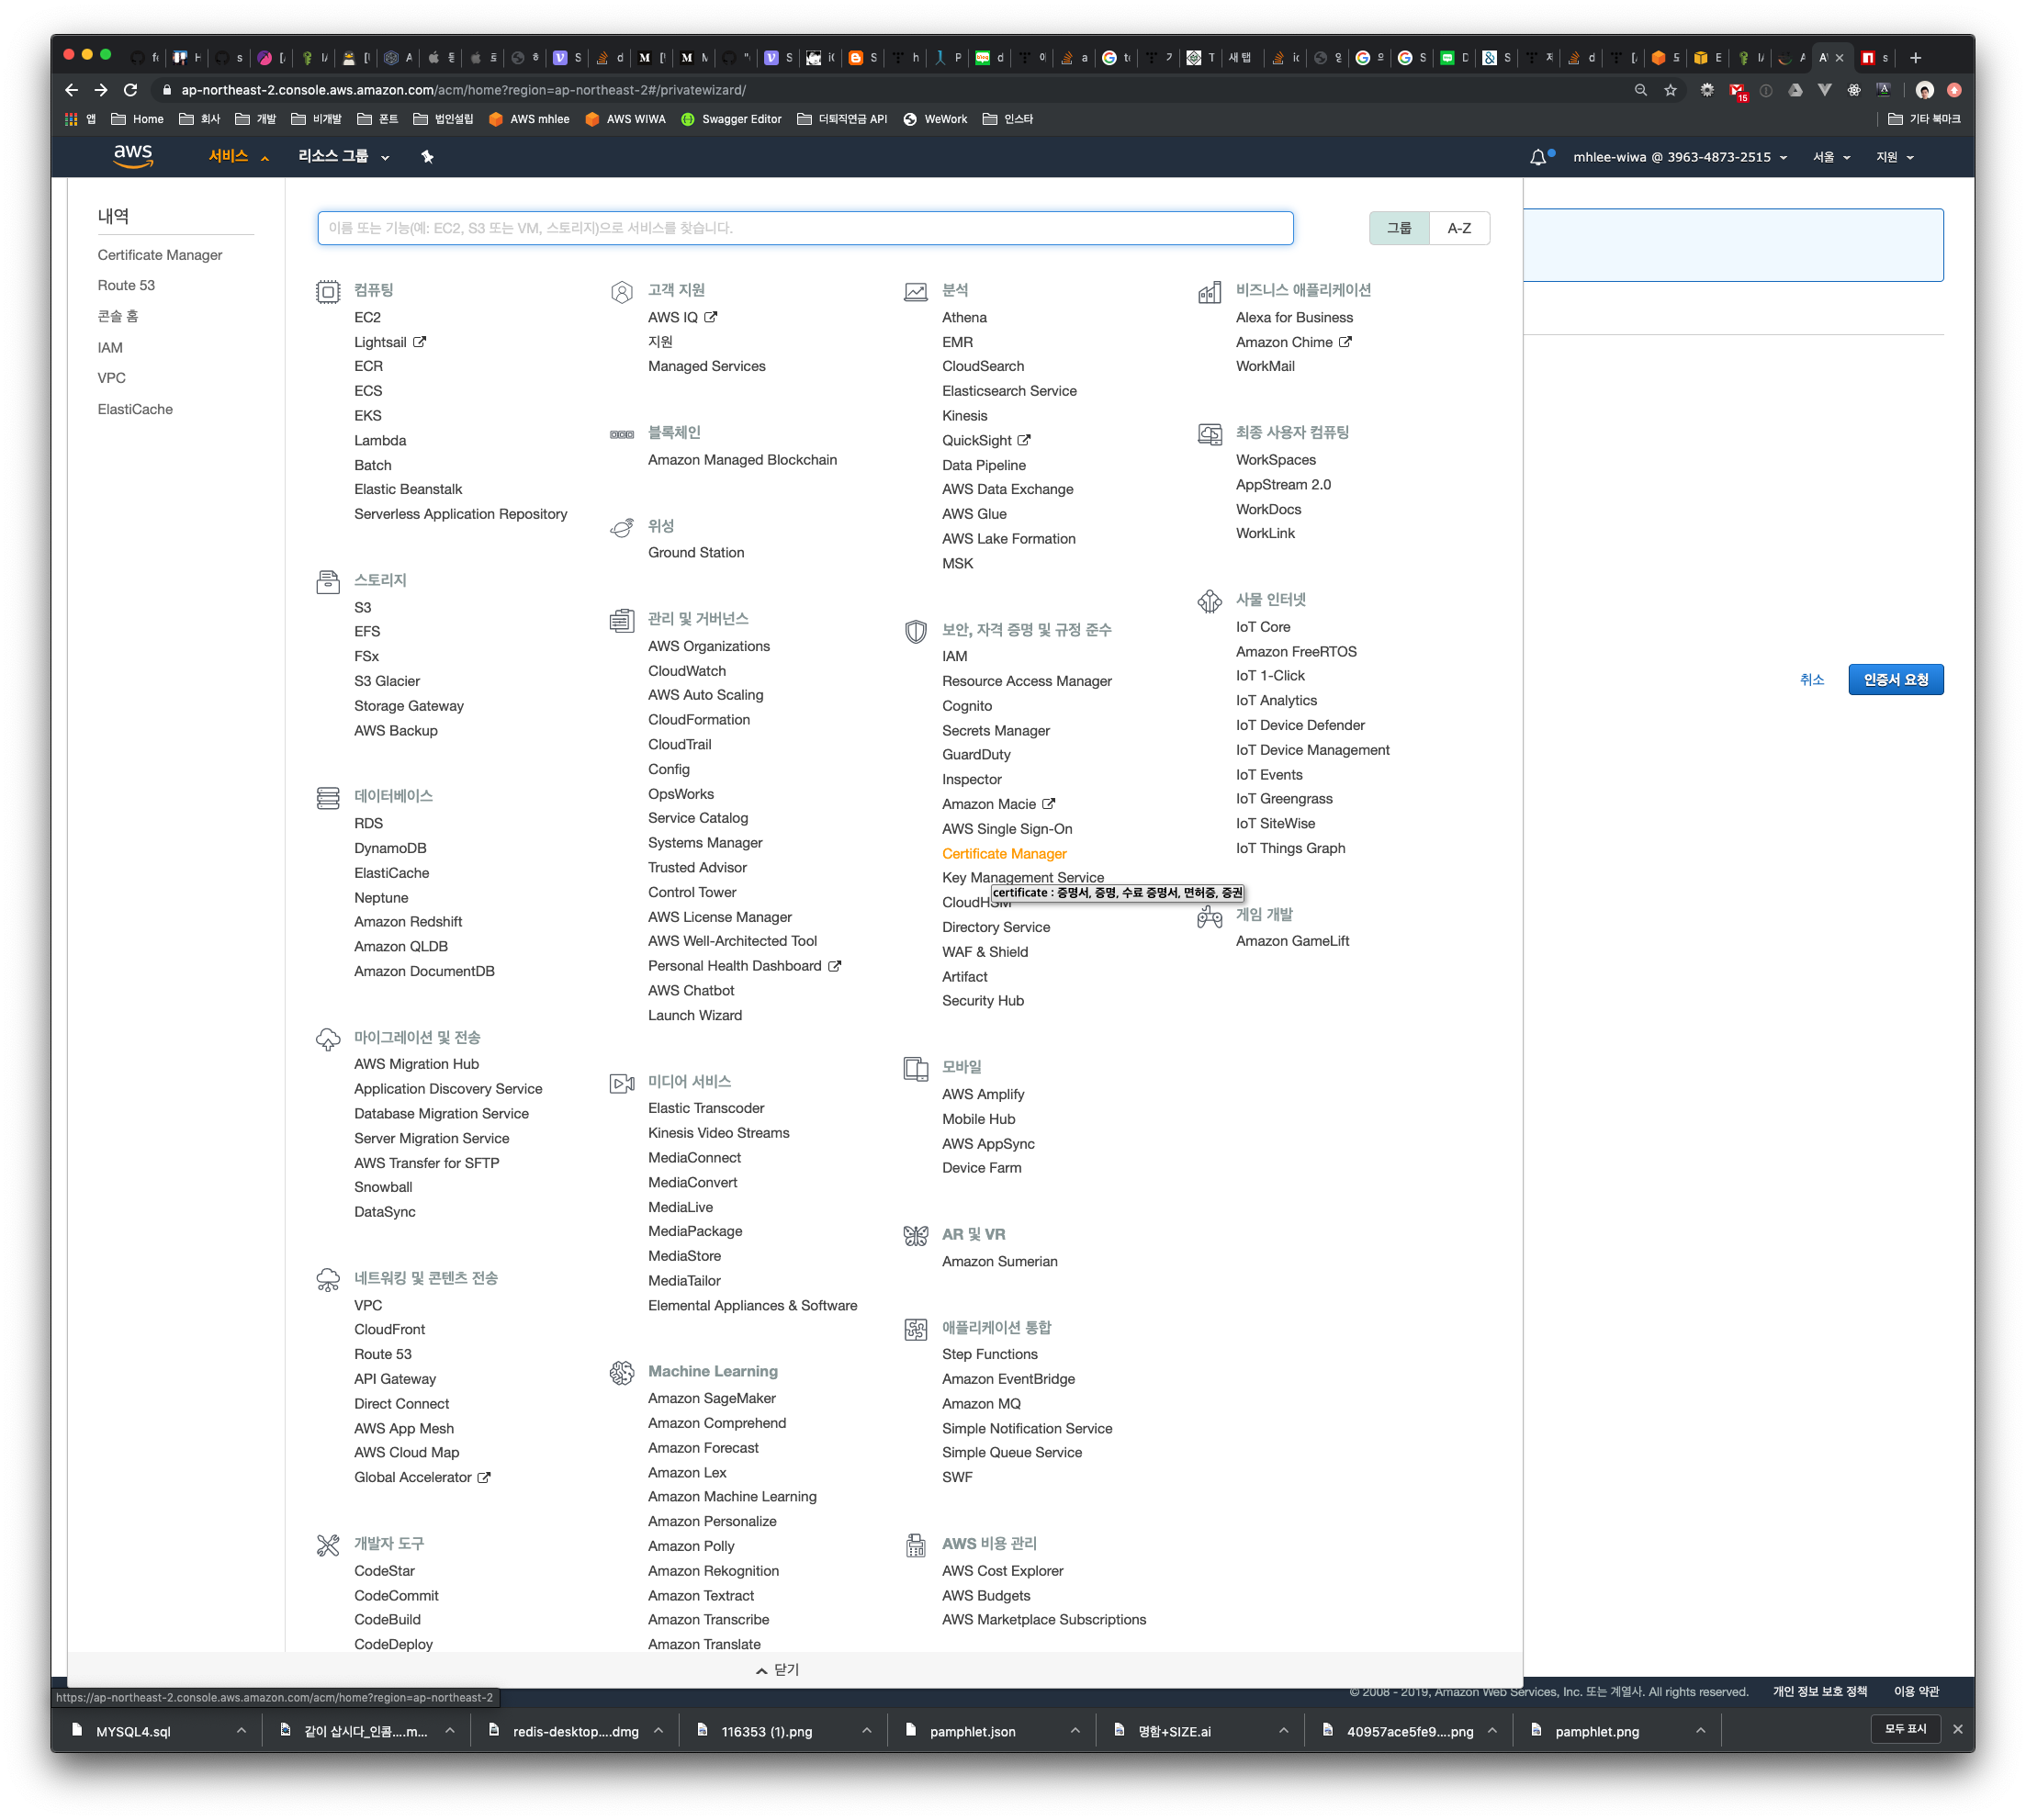 ap-northeast-2.console.aws.amazon.com/acm/home?region=ap-northeast-2#/privatewizard/
15
앱 Home 회사 개발 비개발 폰트 법인설립 AWS mhlee AWS WIWA Swagger Editor 더퇴직연금 API WeWork 인스타 기타 북마크
aws 서비스 리소스 그룹 mhlee-wiwa @ 3963-4873-2515 서울 지원
내역
Certificate Manager
Route 53
콘솔 홈
IAM
VPC
ElastiCache
이름 또는 기능(예: EC2, S3 또는 VM, 스토리지)으로 서비스를 찾습니다.
그룹 A-Z
컴퓨팅
EC2
Lightsail
ECR
ECS
EKS
Lambda
Batch
Elastic Beanstalk
Serverless Application Repository
스토리지
S3
EFS
FSx
S3 Glacier
Storage Gateway
AWS Backup
데이터베이스
RDS
DynamoDB
ElastiCache
Neptune
Amazon Redshift
Amazon QLDB
Amazon DocumentDB
마이그레이션 및 전송
AWS Migration Hub
Application Discovery Service
Database Migration Service
Server Migration Service
AWS Transfer for SFTP
Snowball
DataSync
네트워킹 및 콘텐츠 전송
VPC
CloudFront
Route 53
API Gateway
Direct Connect
AWS App Mesh
AWS Cloud Map
Global Accelerator
개발자 도구
CodeStar
CodeCommit
CodeBuild
CodeDeploy
고객 지원
AWS IQ
지원
Managed Services
블록체인
Amazon Managed Blockchain
위성
Ground Station
관리 및 거버넌스
AWS Organizations
CloudWatch
AWS Auto Scaling
CloudFormation
CloudTrail
Config
OpsWorks
Service Catalog
Systems Manager
Trusted Advisor
Control Tower
AWS License Manager
AWS Well-Architected Tool
Personal Health Dashboard
AWS Chatbot
Launch Wizard
미디어 서비스
Elastic Transcoder
Kinesis Video Streams
MediaConnect
MediaConvert
MediaLive
MediaPackage
MediaStore
MediaTailor
Elemental Appliances & Software
Machine Learning
Amazon SageMaker
Amazon Comprehend
Amazon Forecast
Amazon Lex
Amazon Machine Learning
Amazon Personalize
Amazon Polly
Amazon Rekognition
Amazon Textract
Amazon Transcribe
Amazon Translate
분석
Athena
EMR
CloudSearch
Elasticsearch Service
Kinesis
QuickSight
Data Pipeline
AWS Data Exchange
AWS Glue
AWS Lake Formation
MSK
보안, 자격 증명 및 규정 준수
IAM
Resource Access Manager
Cognito
Secrets Manager
GuardDuty
Inspector
Amazon Macie
AWS Single Sign-On
Certificate Manager
Key Management Service
certificate : 증명서, 증명, 수료 증명서, 면허증, 증권
CloudHSM
Directory Service
WAF & Shield
Artifact
Security Hub
모바일
AWS Amplify
Mobile Hub
AWS AppSync
Device Farm
AR 및 VR
Amazon Sumerian
애플리케이션 통합
Step Functions
Amazon EventBridge
Amazon MQ
Simple Notification Service
Simple Queue Service
SWF
AWS 비용 관리
AWS Cost Explorer
AWS Budgets
AWS Marketplace Subscriptions
비즈니스 애플리케이션
Alexa for Business
Amazon Chime
WorkMail
최종 사용자 컴퓨팅
WorkSpaces
AppStream 2.0
WorkDocs
WorkLink
사물 인터넷
IoT Core
Amazon FreeRTOS
IoT 1-Click
IoT Analytics
IoT Device Defender
IoT Device Management
IoT Events
IoT Greengrass
IoT SiteWise
IoT Things Graph
게임 개발
Amazon GameLift
취소 인증서 요청
닫기
https://ap-northeast-2.console.aws.amazon.com/acm/home?region=ap-northeast-2
© 2008 - 2019, Amazon Web Services, Inc. 또는 계열사. All rights reserved. 개인 정보 보호 정책 이용 약관
MYSQL4.sql 같이 삽시다_인콤....m... redis-desktop....dmg 116353 (1).png pamphlet.json 명함+SIZE.ai 40957ace5fe9....png pamphlet.png 모두 표시